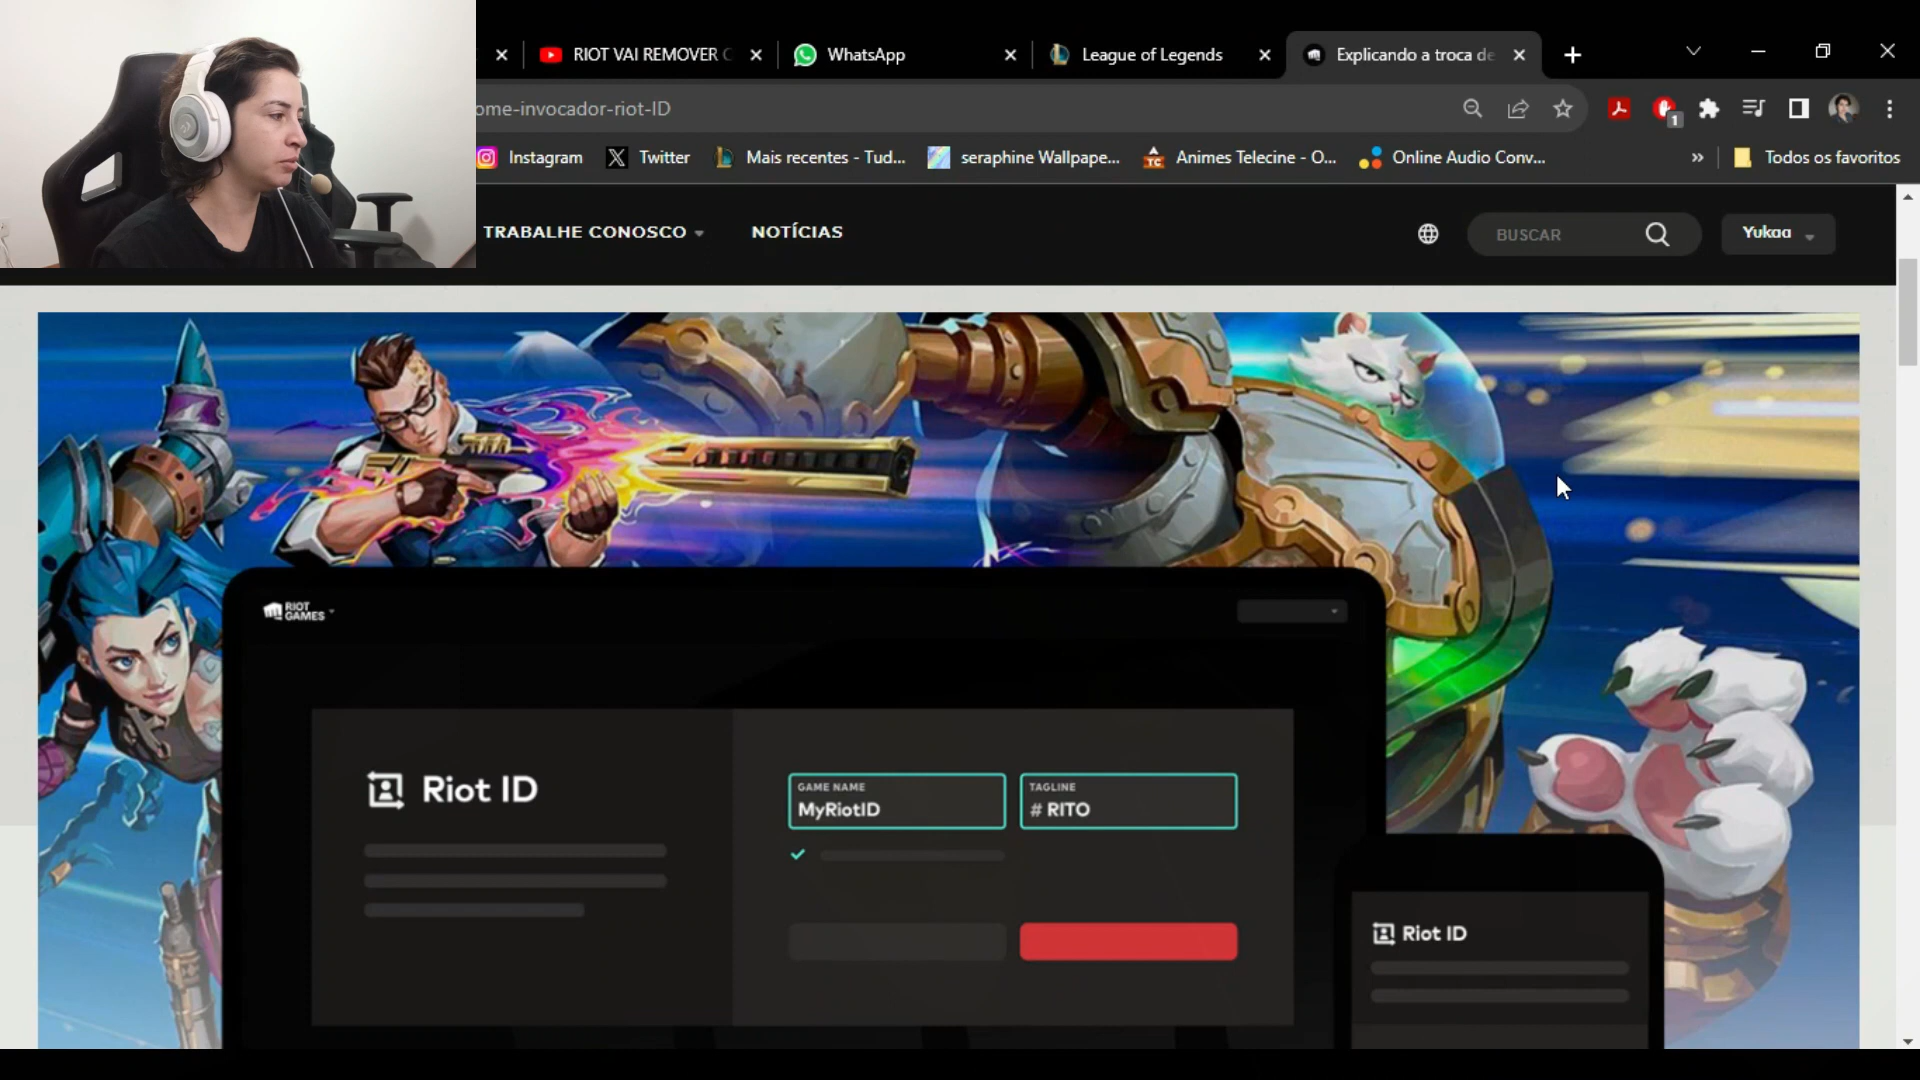 RIOT VAI REMOVER
WhatsApp
League of Legends
Explicando a troca de
ome-invocador-riot-ID
1
Instagram
Twitter
Mais recentes - Tud...
seraphine Wallpape...
Animes Telecine - O...
Online Audio Conv...
»
Todos os favoritos
TRABALHE CONOSCO
NOTÍCIAS
BUSCAR
Yukaa
RIOT
GAMES
Riot ID
GAME NAME
MyRiotID
TAGLINE
# RITO
Riot ID